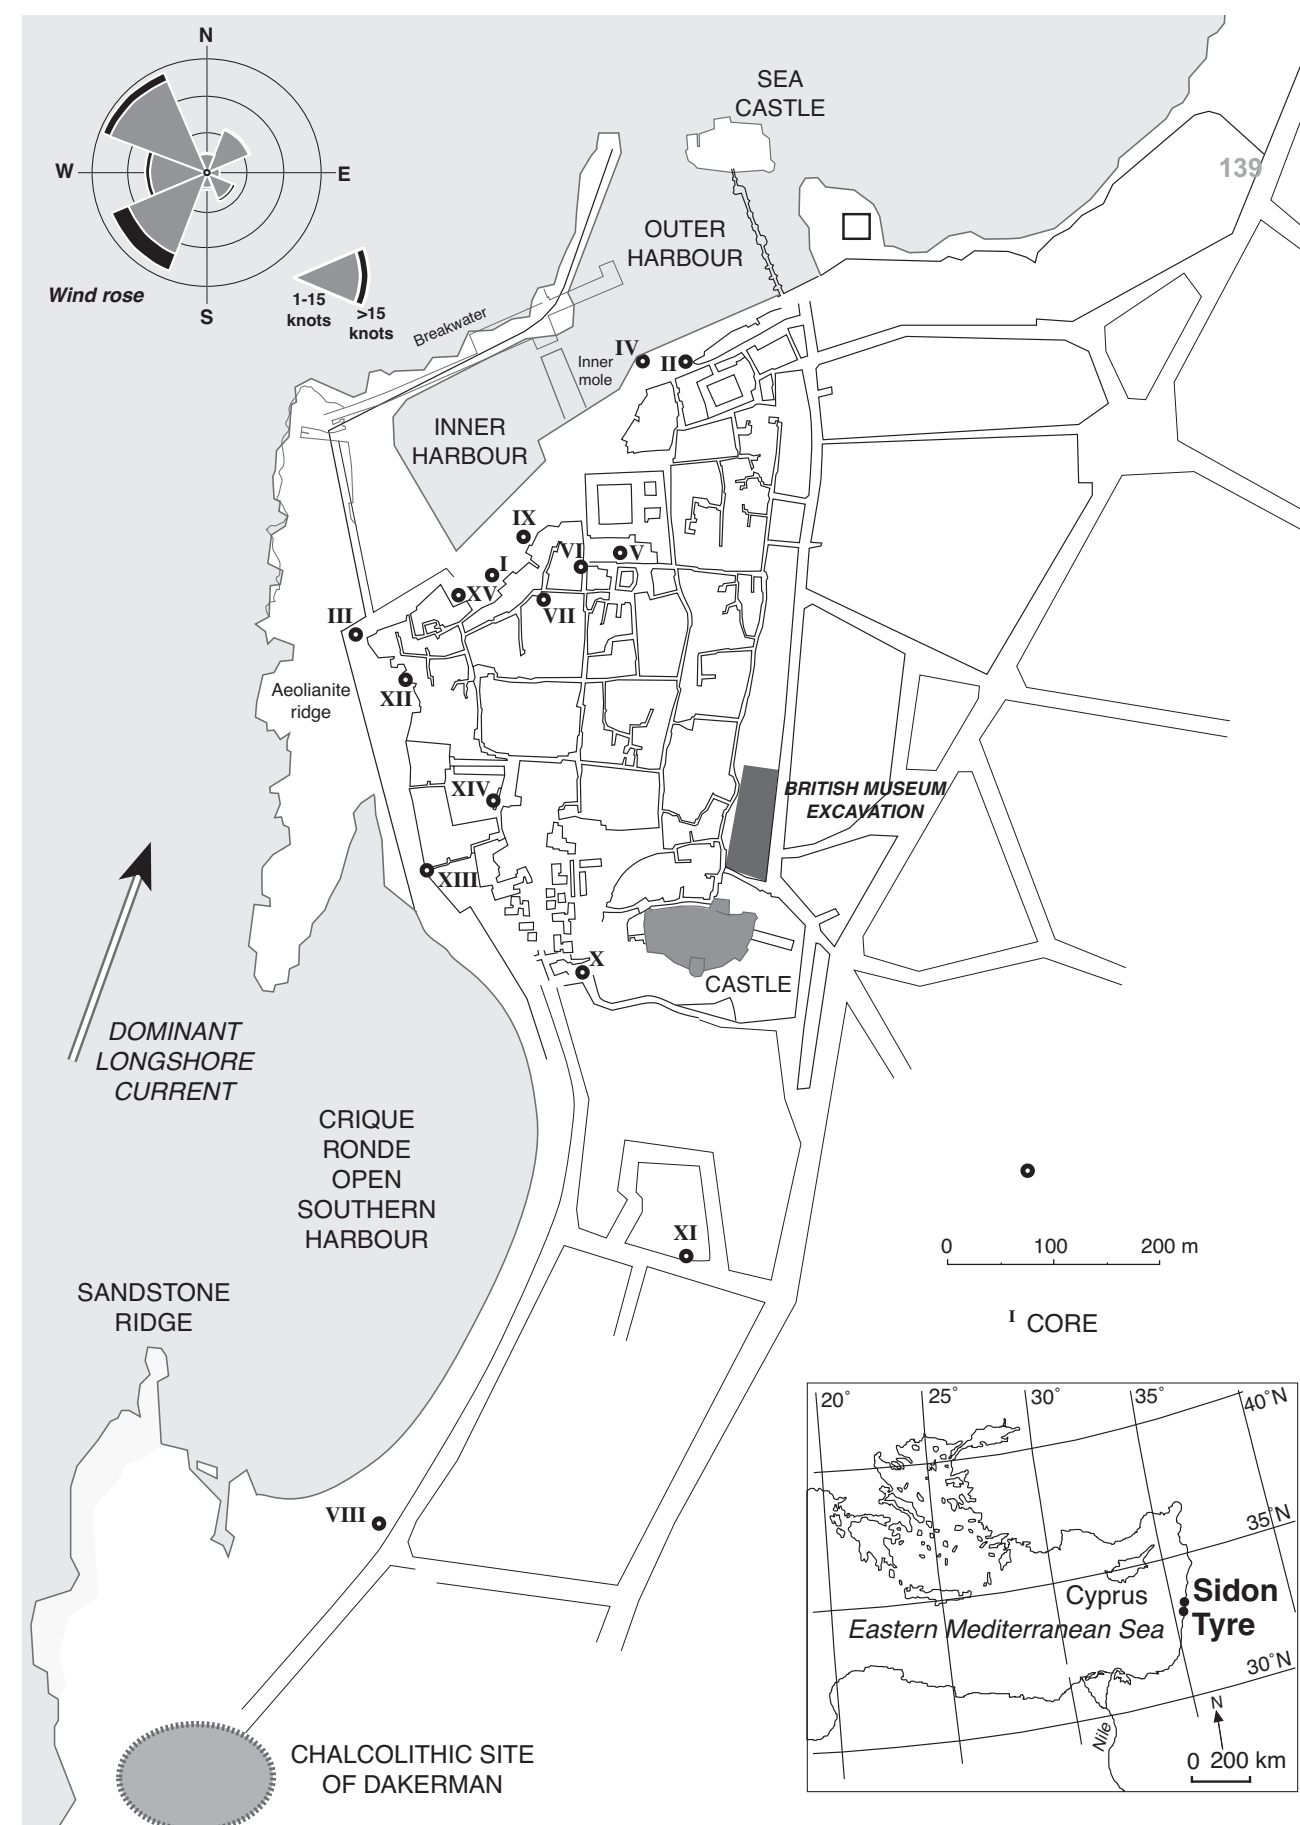 N
SEA
CASTLE
139
W
E
OUTER
HARBOUR
1-15
knots
>15
knots
Wind rose
S
Breakwater
IV
II
Inner
mole
INNER
HARBOUR
IX
VI
V
I
XV
VII
III
Aeolianite
ridge
XII
XIV
BRITISH MUSEUM
EXCAVATION
XIII
X
CASTLE
DOMINANT
LONGSHORE
CURRENT
CRIQUE
RONDE
OPEN
SOUTHERN
HARBOUR
XI
0 100 200 m
SANDSTONE
RIDGE
I CORE
20°
25°
30°
35°
40°N
VIII
35°N
Cyprus
Sidon
Eastern Mediterranean Sea
Tyre
30°N
N
Nile
0 200 km
CHALCOLITHIC SITE
OF DAKERMAN